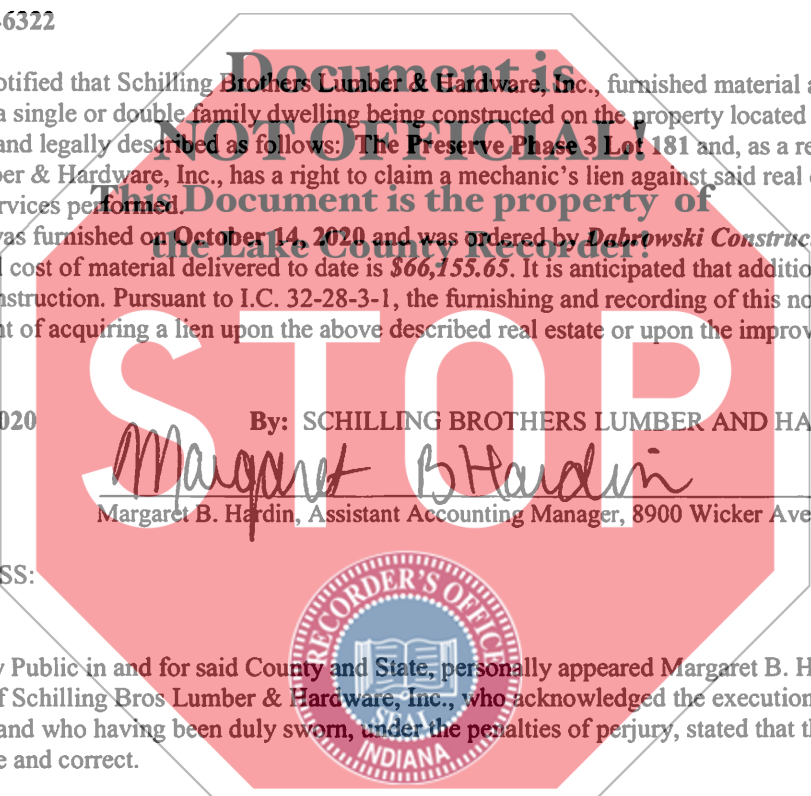 -6322
Document is
otified that Schilling Brothers Lumber & Hardware, Inc., furnished material a
a single or double family dwelling being constructed on the property located
NOT OFFICIAL!
and legally described as follows: The Preserve Phase 3 Lot 181 and, as a re
ber & Hardware, Inc., has a right to claim a mechanic's lien against said real
This Document is the property of
rvices performed.
was furnished on October 14, 2020 and was ordered by Dabrowski Construc
the Lake County Recorder!
l cost of material delivered to date is $66,155.65. It is anticipated that additio
nstruction. Pursuant to I.C. 32-28-3-1, the furnishing and recording of this no
nt of acquiring a lien upon the above described real estate or upon the improv
STOP
020 By: SCHILLING BROTHERS LUMBER AND HA
Margaret B Hardin
Margaret B. Hardin, Assistant Accounting Manager, 8900 Wicker Ave
SS:
RECORDER'S OFFICE
y Public in and for said County and State, personally appeared Margaret B. H
f Schilling Bros Lumber & Hardware, Inc., who acknowledged the execution
SEAL
and who having been duly sworn, under the penalties of perjury, stated that th
INDIANA
e and correct.